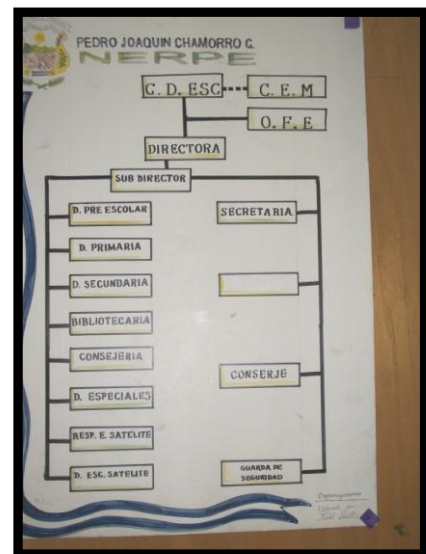 PEDRO JOAQUIN CHAMORRO G.
NERPE
C. D. ESC
C. E. M
O. F. E
DIRECTORA
SUB DIRECTOR
D. PRE ESCOLAR
SECRETARIA
D. PRIMARIA
D. SECUNDARIA
BIBLIOTECARIA
CONSEJERIA
CONSERJE
D. ESPECIALES
RESP. E. SATELITE
D. ESC. SATELITE
GUARDA DE
SEGURIDAD